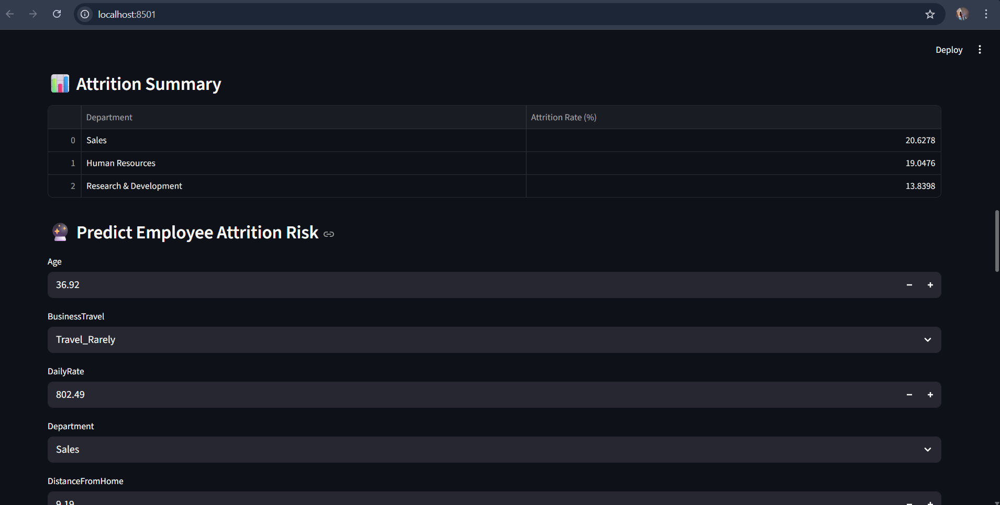 localhost:8501
Deploy
Attrition Summary
Department Attrition Rate (%)
0 Sales 20.6278
1 Human Resources 19.0476
2 Research & Development 13.8398
Predict Employee Attrition Risk
Age
36.92
BusinessTravel
Travel_Rarely
DailyRate
802.49
Department
Sales
DistanceFromHome
9.19